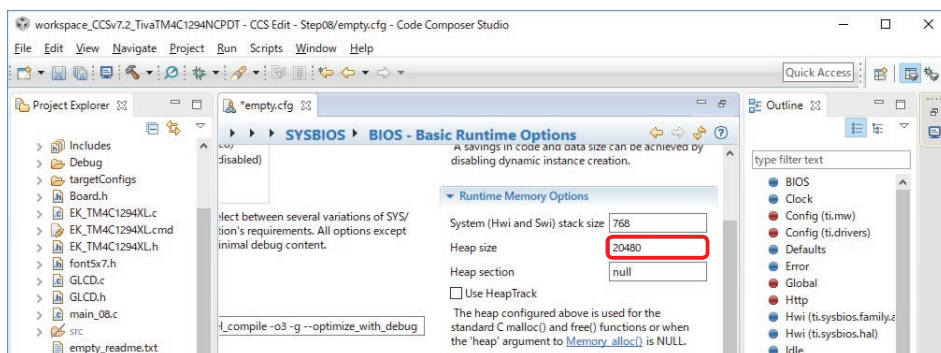 workspace_CCSv7.2_TivaTM4C1294NCPDT - CCS Edit - Step08/empty.cfg - Code Composer Studio
File Edit View Navigate Project Run Scripts Window Help
Quick Access
Project Explorer
Includes
Debug
targetConfigs
Board.h
EK_TM4C1294XL.c
EK_TM4C1294XL.cmd
EK_TM4C1294XL.h
font5x7.h
GLCD.c
GLCD.h
main_08.c
src
empty_readme.txt
*empty.cfg
SYSBIOS BIOS - Basic Runtime Options
disabled)
lect between several variations of SYS/
tion's requirements. All options except
inimal debug content.
l_compile -o3 -g --optimize_with_debug
A savings in code and data size can be achieved by
disabling dynamic instance creation.
Runtime Memory Options
System (Hwi and Swi) stack size 768
Heap size 20480
Heap section null
Use HeapTrack
The heap configured above is used for the
standard C malloc() and free() functions or when
the 'heap' argument to Memory_alloc() is NULL.
Outline
type filter text
BIOS
Clock
Config (ti.mw)
Config (ti.drivers)
Defaults
Error
Global
Http
Hwi (ti.sysbios.family.a
Hwi (ti.sysbios.hal)
Idle